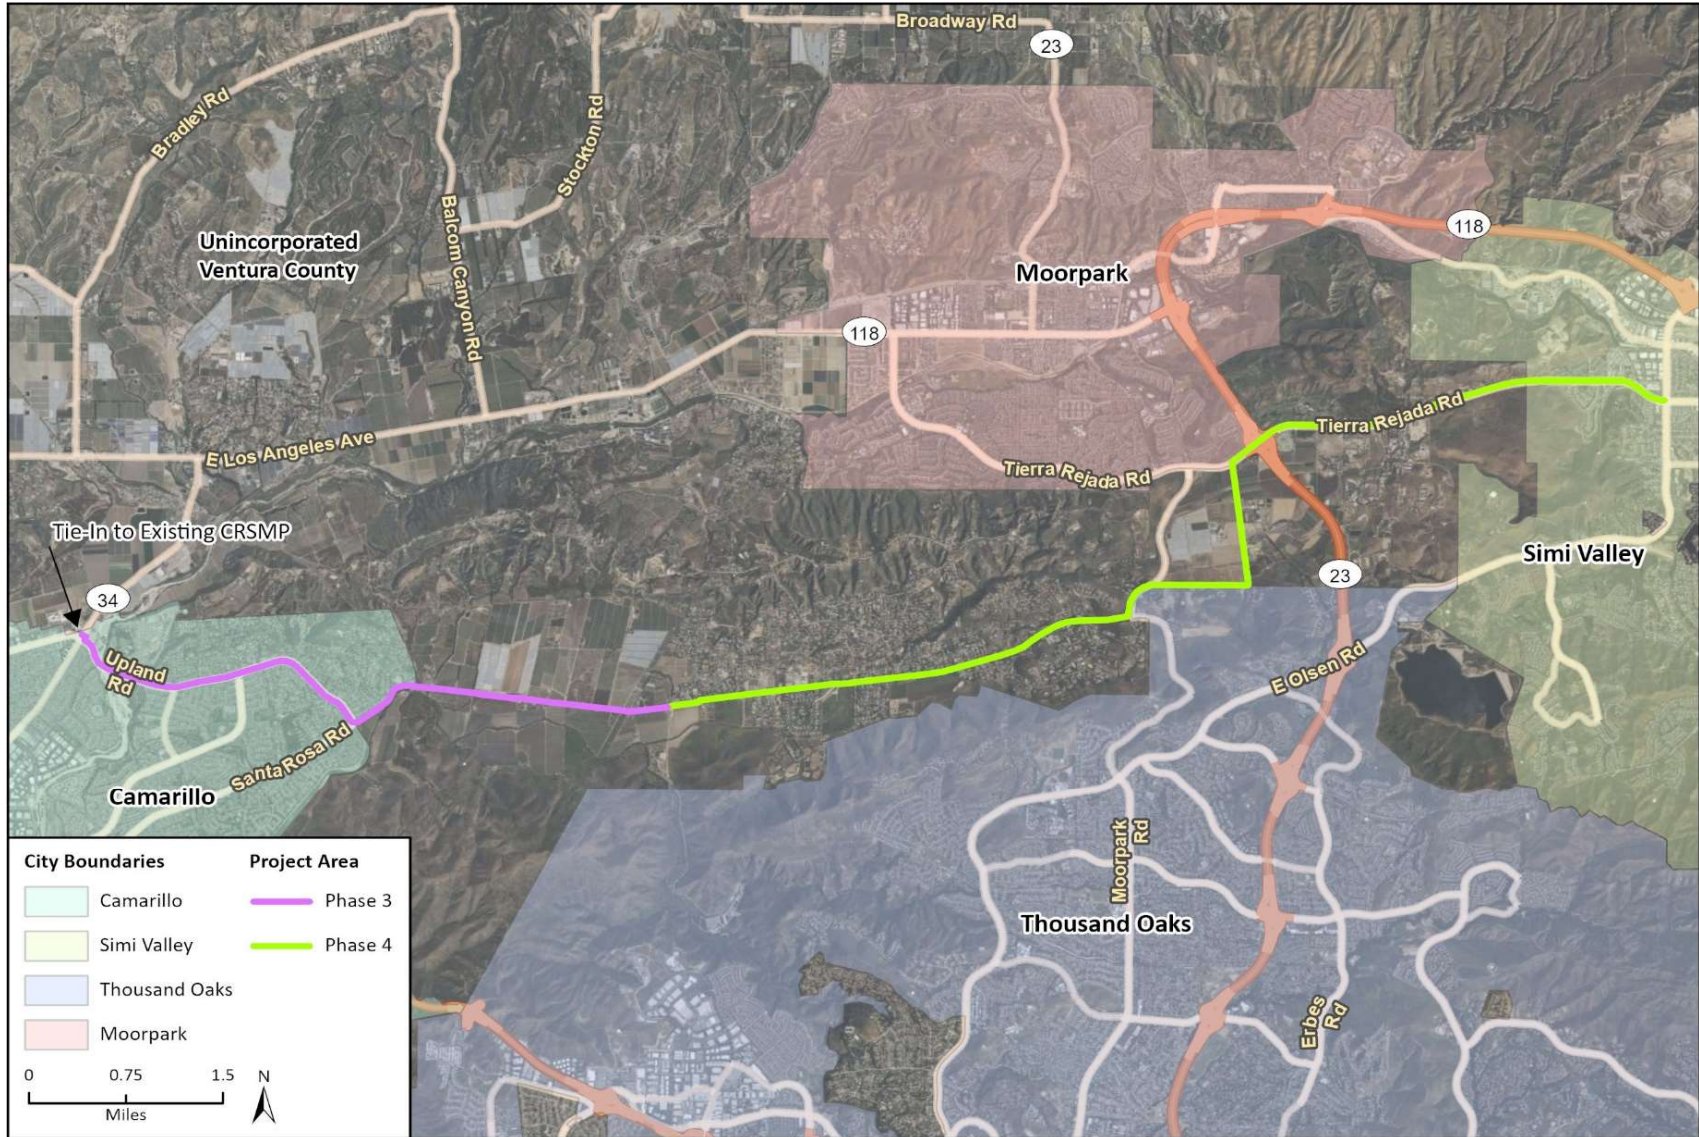 Broadway Rd
23
Bradley Rd
Stockton Rd
Balcom Canyon Rd
Unincorporated
Ventura County
118
Moorpark
118
Tierra Rejada Rd
E Los Angeles Ave
Tierra Rejada Rd
Tie-In to Existing CRSMP
34
Simi Valley
23
Upland
Rd
E Olsen Rd
Santa Rosa Rd
Camarillo
Moorpark
Rd
Thousand Oaks
Erbes
Rd
City Boundaries
Camarillo
Simi Valley
Thousand Oaks
Moorpark
Project Area
Phase 3
Phase 4
0 0.75 1.5
Miles
N